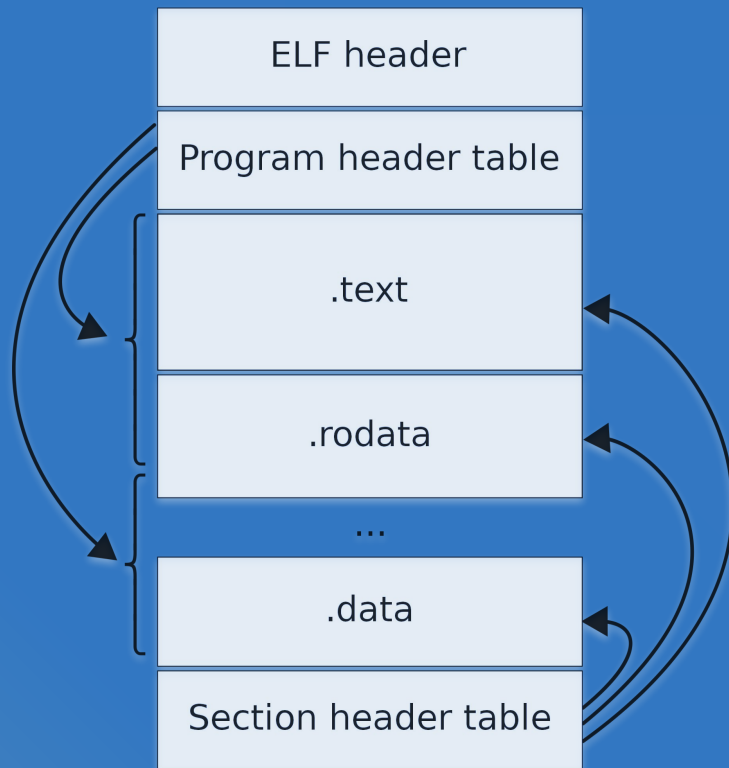 ELF header
Program header table
.text
.rodata
...
.data
Section header table